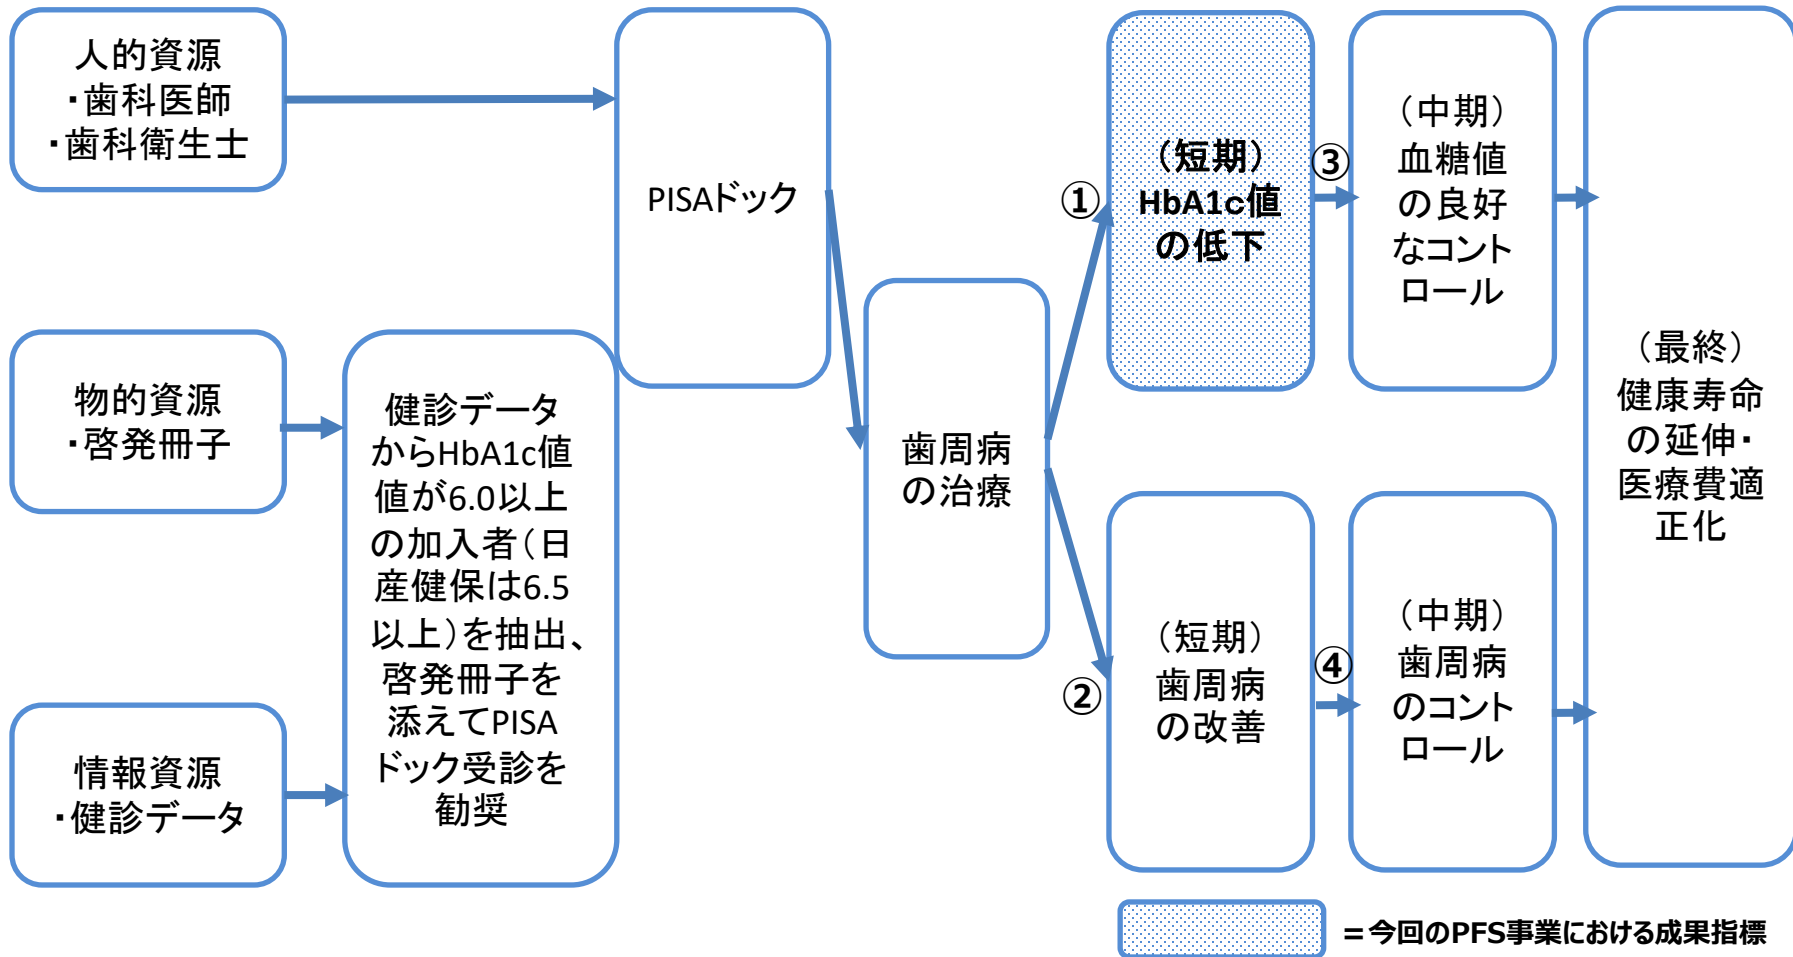 人的資源
・歯科医師
・歯科衛生士
物的資源
・啓発冊子
情報資源
・健診データ
健診データ
からHbA1c値
値が6.0以上
の加入者（日
産健保は6.5
以上）を抽出、
啓発冊子を
添えてPISA
ドック受診を
勧奨
PISAドック
歯周病
の治療
①
②
（短期）
HbA1c値
の低下
（短期）
歯周病
の改善
③
④
（中期）
血糖値
の良好
なコント
ロール
（中期）
歯周病
のコント
ロール
（最終）
健康寿命
の延伸・
医療費適
正化
＝今回のPFS事業における成果指標